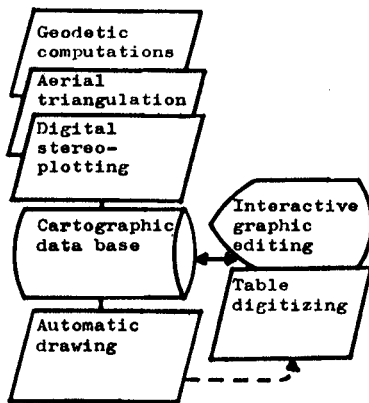 Geodetic
computations
Aerial
triangulation
Digital
stereo-
plotting
Cartographic
data base
Interactive
graphic
editing
Table
digitizing
Automatic
drawing